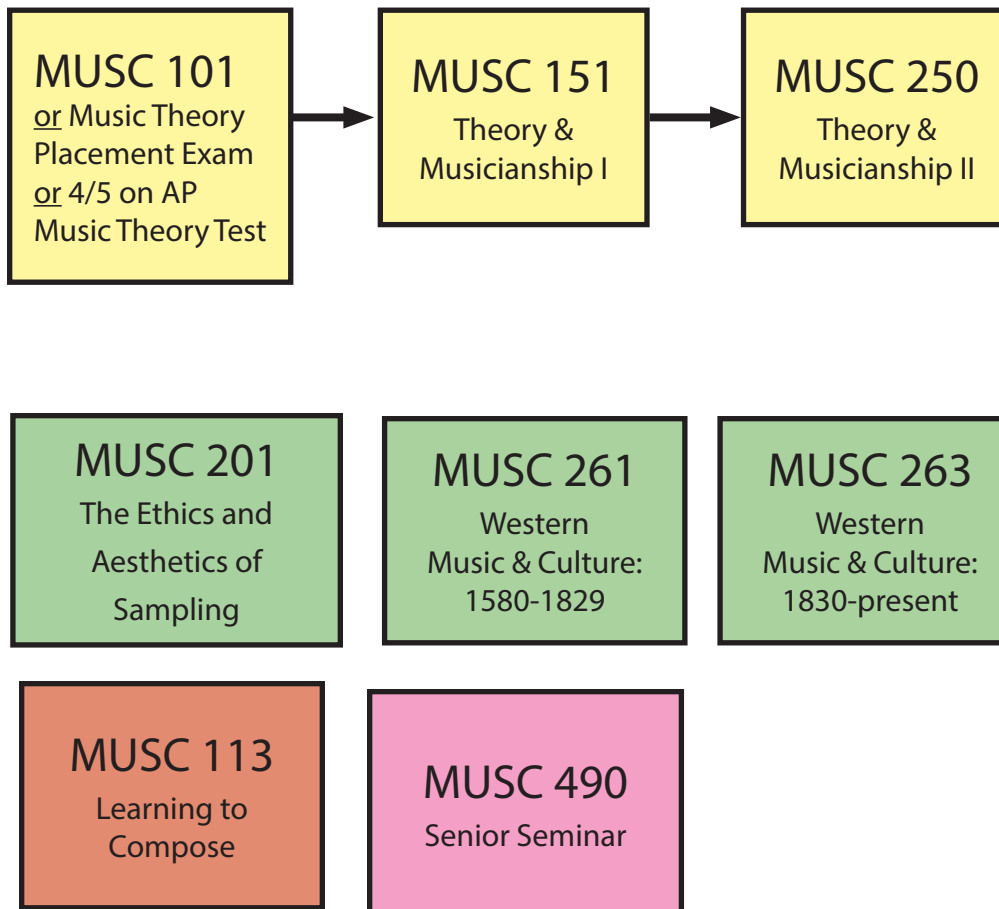 MUSC 101
or Music Theory
Placement Exam
or 4/5 on AP
Music Theory Test
MUSC 151
Theory &
Musicianship I
MUSC 250
Theory &
Musicianship II
MUSC 201
The Ethics and
Aesthetics of
Sampling
MUSC 261
Western
Music & Culture:
1580-1829
MUSC 263
Western
Music & Culture:
1830-present
MUSC 113
Learning to
Compose
MUSC 490
Senior Seminar